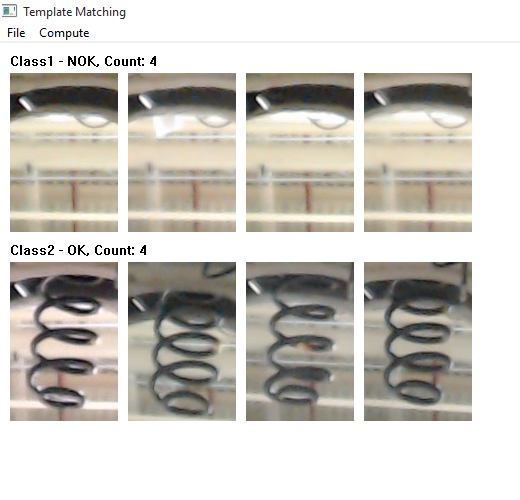 Template Matching
File Compute
Class1 - NOK, Count: 4
Class2 - OK, Count: 4